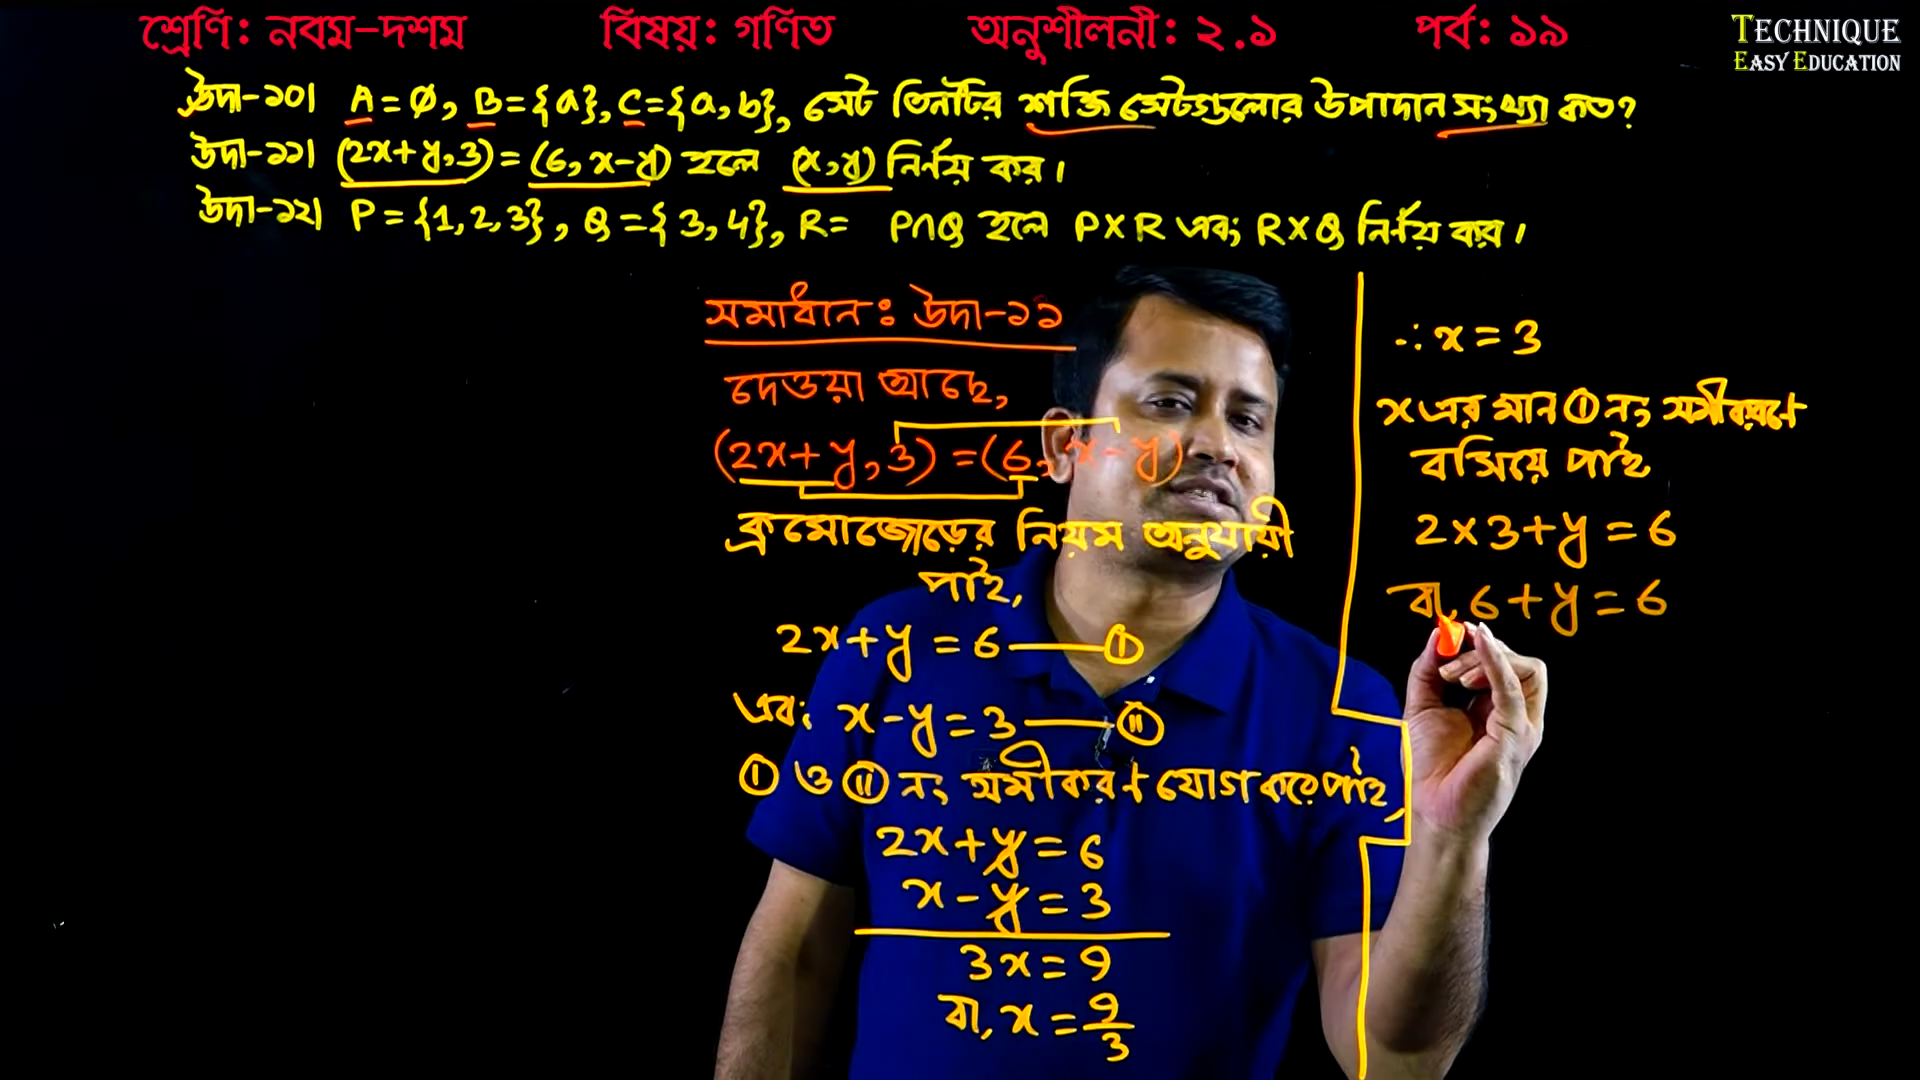 শ্রেণি: নবম-দশম বিষয়: গণিত অনুশীলনী: ২.১ পর্ব: ১৯
TECHNIQUE
EASY EDUCATION
উদা-১০। A = Ø, B = {a}, C = {a, b}, সেট তিনটির শক্তি সেটগুলোর উপাদান সংখ্যা কত?
উদা-১১। (2x+y, 3) = (6, x-y) হলে (x, y) নির্ণয় কর।
উদা-১২। P = {1, 2, 3}, Q = {3, 4}, R = P∩Q হলে P×R এবং R×Q নির্ণয় কর।
সমাধান: উদা-১১
দেওয়া আছে,
(2x+y, 3) = (6, x-y)
ক্রমোজোড়ের নিয়ম অনুযায়ী
পাই,
2x+y = 6 —— ⓘ
এবং x-y = 3 —— ⓘⓘ
ⓘ ও ⓘⓘ নং সমীকরণ যোগ করে পাই,
2x+y = 6
x-y = 3
3x = 9
বা, x = 9/3
∴ x = 3
x এর মান ⓘ নং সমীকরণে
বসিয়ে পাই
2×3+y = 6
বা, 6+y = 6